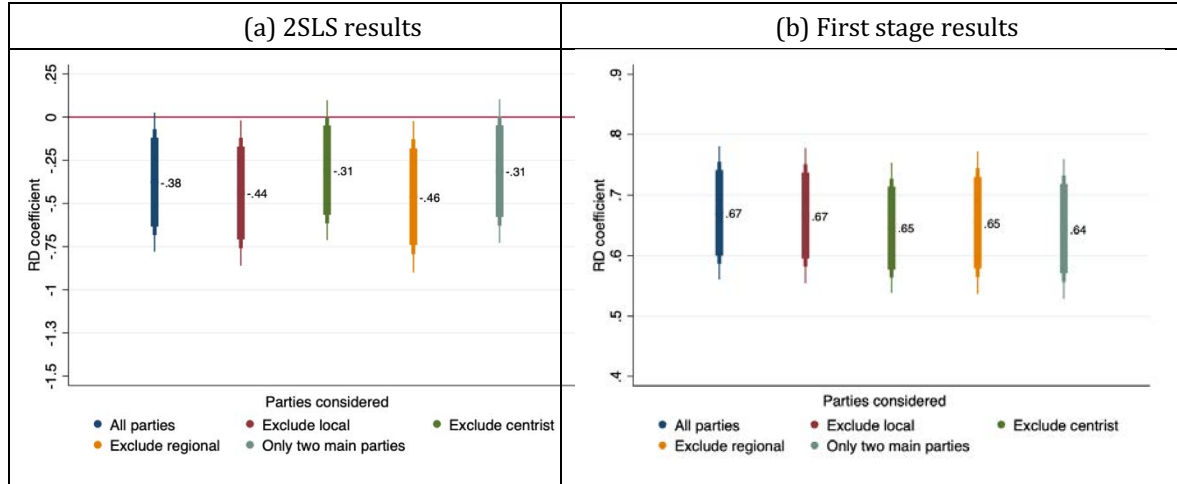 (a) 2SLS results
(b) First stage results
RD coefficient
.25
0
-.25
-.5
-.75
-1
-1.3
-1.5
-.38
-.44
-.31
-.46
-.31
Parties considered
All parties
Exclude local
Exclude centrist
Exclude regional
Only two main parties
RD coefficient
.9
.8
.7
.6
.5
.4
.67
.67
.65
.65
.64
Parties considered
All parties
Exclude local
Exclude centrist
Exclude regional
Only two main parties